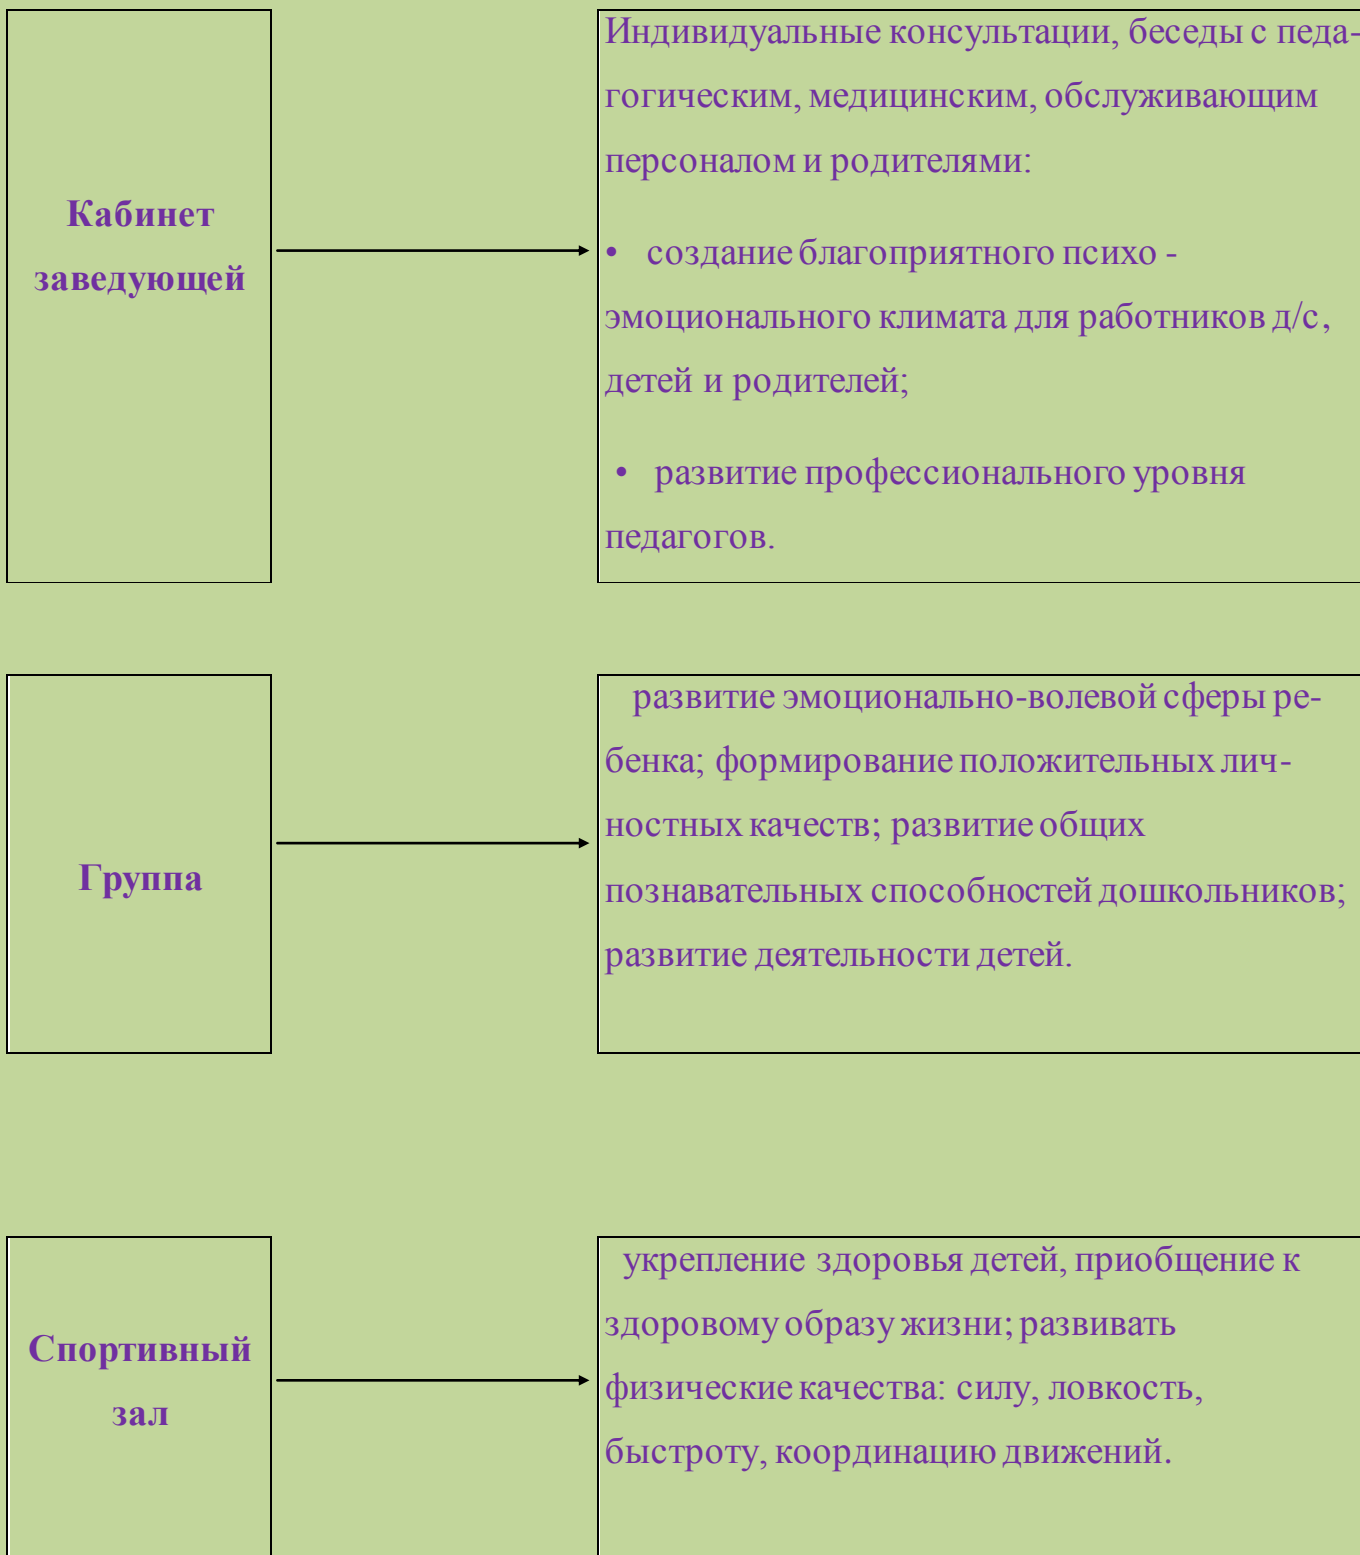 Кабинет
заведующей
Индивидуальные консультации, беседы с педа-
гогическим, медицинским, обслуживающим
персоналом и родителями:
• создание благоприятного психо -
эмоционального климата для работников д/с,
детей и родителей;
• развитие профессионального уровня
педагогов.
Группа
развитие эмоционально-волевой сферы ре-
бенка; формирование положительных лич-
ностных качеств; развитие общих
познавательных способностей дошкольников;
развитие деятельности детей.
Спортивный
зал
укрепление здоровья детей, приобщение к
здоровому образу жизни; развивать
физические качества: силу, ловкость,
быстроту, координацию движений.